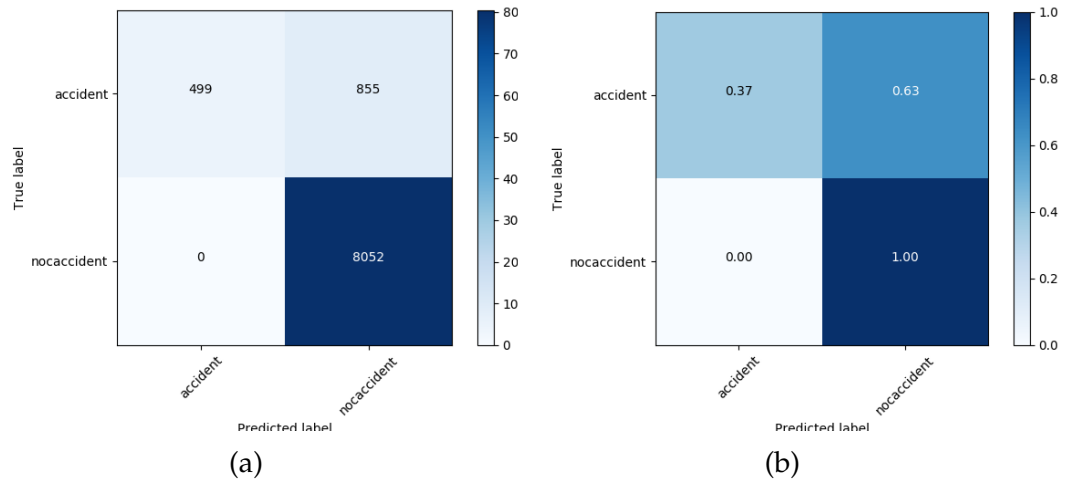 80
70
60
50
40
30
20
10
0
True label
accident
nocaccident
499
855
0
8052
accident
nocaccident
Predicted label
(a)
1.0
0.8
0.6
0.4
0.2
0.0
True label
accident
nocaccident
0.37
0.63
0.00
1.00
accident
nocaccident
Predicted label
(b)